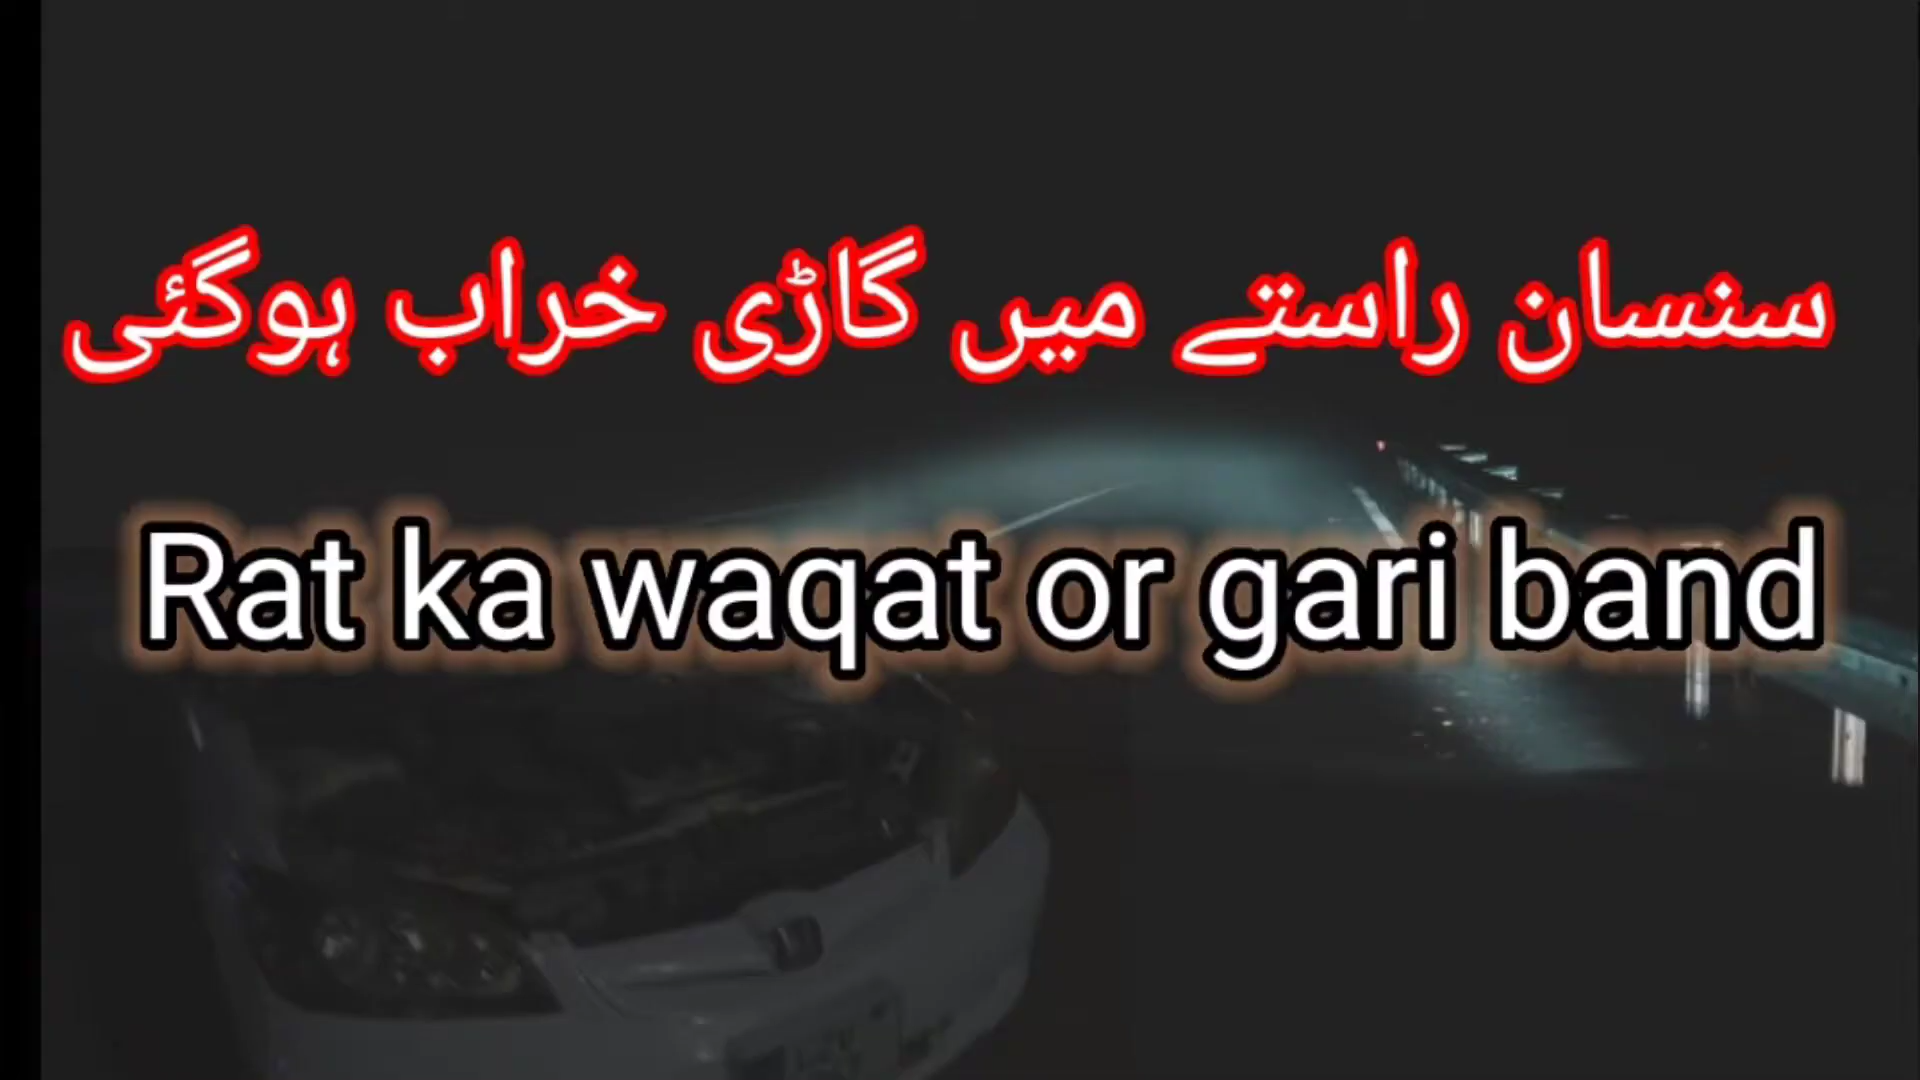 سنسان راستے میں گاڑی خراب ہوگئی
Rat ka waqat or gari band